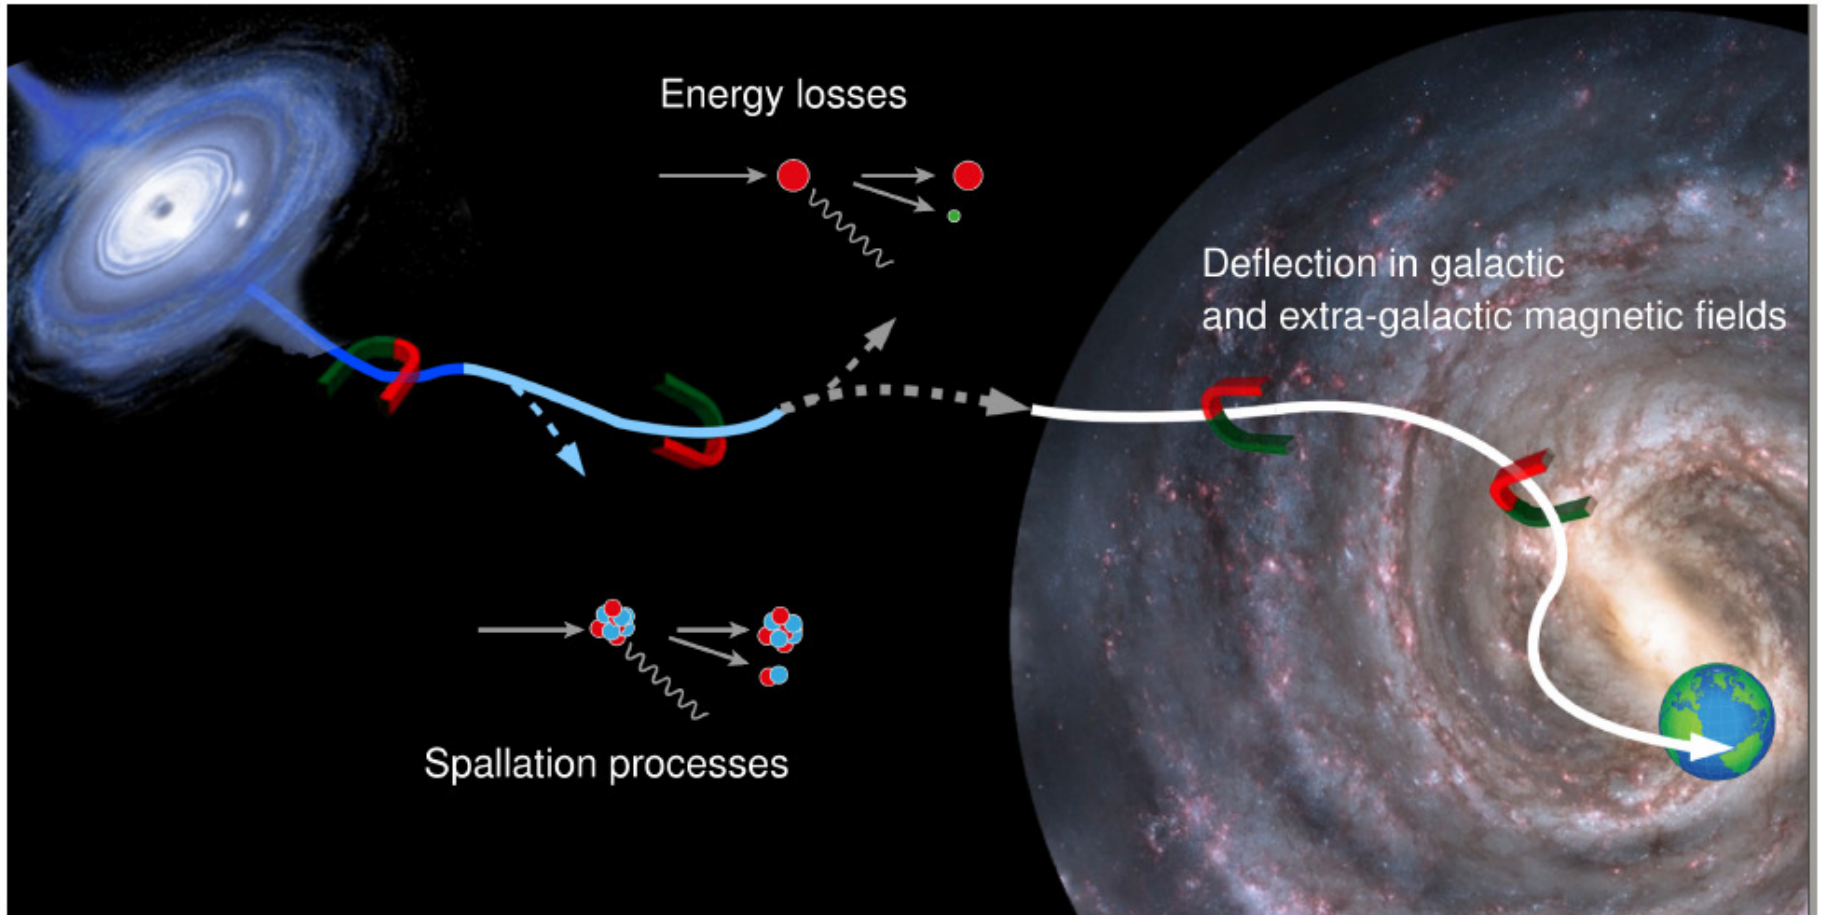 Energy losses
Deflection in galactic
and extra-galactic magnetic fields
Spallation processes